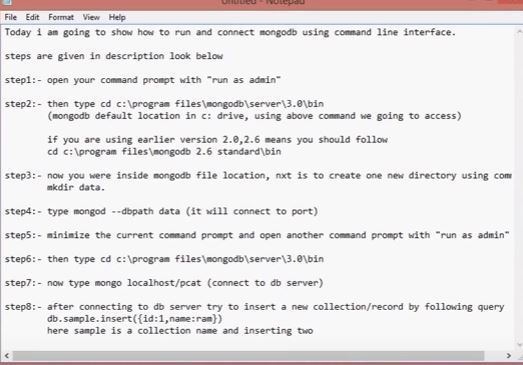 Untitled - Notepad
File Edit Format View Help
Today i am going to show how to run and connect mongodb using command line interface.
steps are given in description look below
step1:- open your command prompt with "run as admin"
step2:- then type cd c:\program files\mongodb\server\3.0\bin
(mongodb default location in c: drive, using above command we going to access)
if you are using earlier version 2.0,2.6 means you should follow
cd c:\program files\mongodb 2.6 standard\bin
step3:- now you were inside mongodb file location, nxt is to create one new directory using com
mkdir data.
step4:- type mongod --dbpath data (it will connect to port)
step5:- minimize the current command prompt and open another command prompt with "run as admin"
step6:- then type cd c:\program files\mongodb\server\3.0\bin
step7:- now type mongo localhost/pcat (connect to db server)
step8:- after connecting to db server try to insert a new collection/record by following query
db.sample.insert({id:1,name:ram})
here sample is a collection name and inserting two